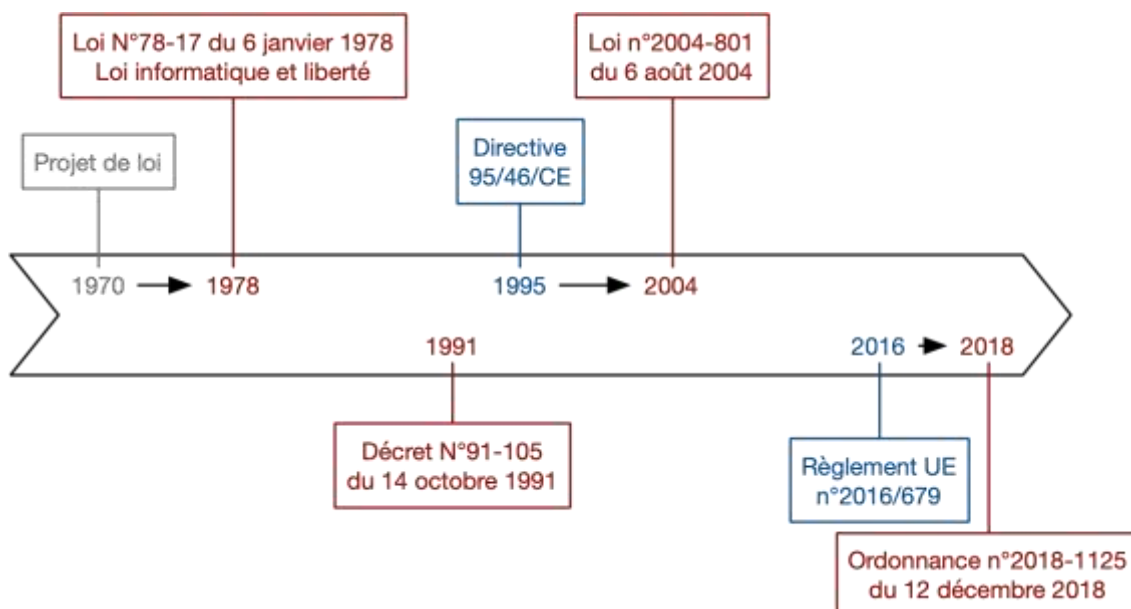 Loi N°78-17 du 6 janvier 1978
Loi informatique et liberté
Loi n°2004-801
du 6 août 2004
Projet de loi
Directive
95/46/CE
1970
1978
1995
2004
1991
2016
2018
Décret N°91-105
du 14 octobre 1991
Règlement UE
n°2016/679
Ordonnance n°2018-1125
du 12 décembre 2018